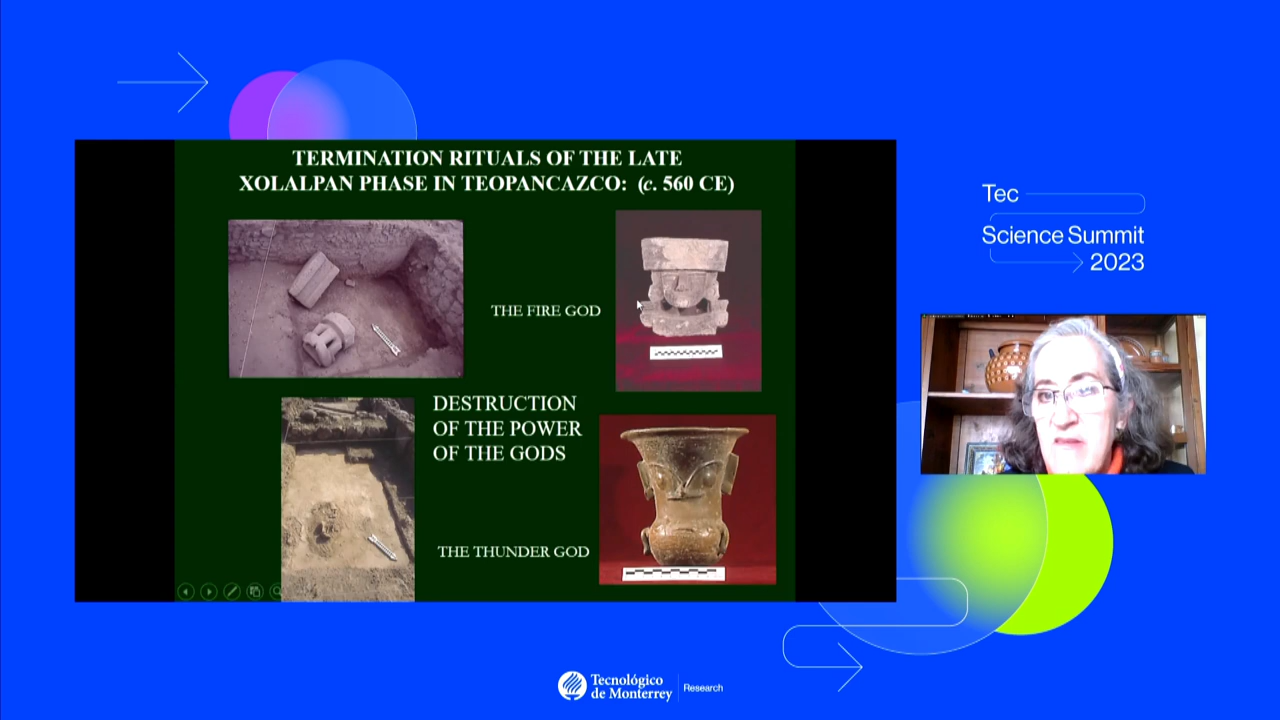 TERMINATION RITUALS OF THE LATE
XOLALPAN PHASE IN TEOPANCAZCO: (c. 560 CE)
THE FIRE GOD
DESTRUCTION
OF THE POWER
OF THE GODS
THE THUNDER GOD
Tec
Science Summit
2023
Tecnológico
de Monterrey
Research